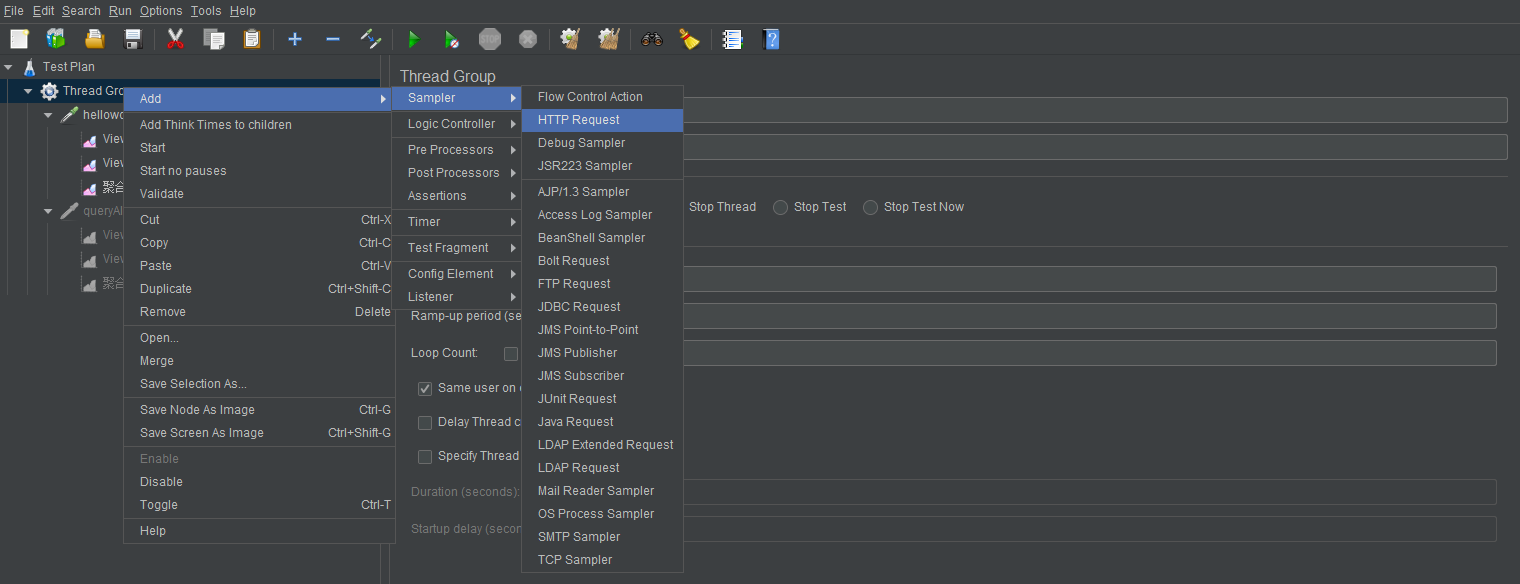 File Edit Search Run Options Tools Help
STOP
Test Plan
Thread Gro
hellowo
View
View
聚合
queryAl
View
View
聚合
Add
Add Think Times to children
Start
Start no pauses
Validate
Cut Ctrl-X
Copy Ctrl-C
Paste Ctrl-V
Duplicate Ctrl+Shift-C
Remove Delete
Open...
Merge
Save Selection As...
Save Node As Image Ctrl-G
Save Screen As Image Ctrl+Shift-G
Enable
Disable
Toggle Ctrl-T
Help
Thread Group
Sampler
Logic Controller
Pre Processors
Post Processors
Assertions
Timer
Test Fragment
Config Element
Listener
Flow Control Action
HTTP Request
Debug Sampler
JSR223 Sampler
AJP/1.3 Sampler
Access Log Sampler
BeanShell Sampler
Bolt Request
FTP Request
JDBC Request
JMS Point-to-Point
JMS Publisher
JMS Subscriber
JUnit Request
Java Request
LDAP Extended Request
LDAP Request
Mail Reader Sampler
OS Process Sampler
SMTP Sampler
TCP Sampler
Stop Thread Stop Test Stop Test Now
Ramp-up period (se
Loop Count:
Same user on
Delay Thread c
Specify Thread
Duration (seconds):
Startup delay (secon